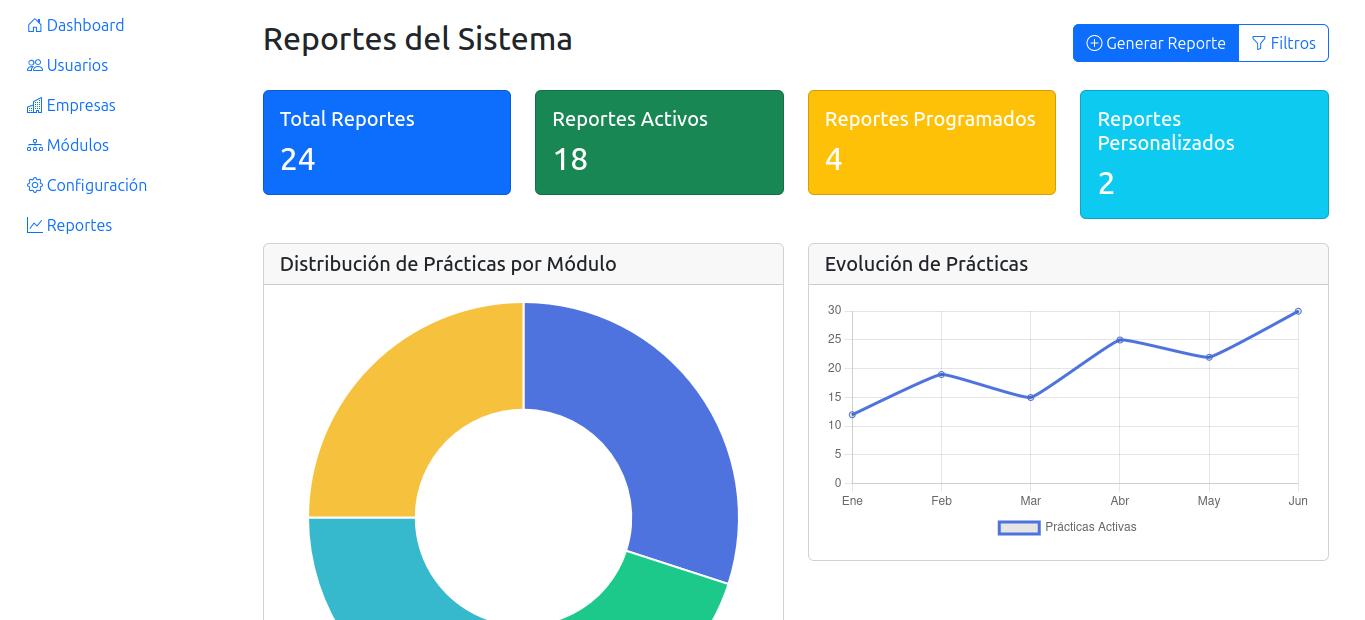 Dashboard
Usuarios
Empresas
Módulos
Configuración
Reportes
Reportes del Sistema
Generar Reporte
Filtros
Total Reportes
24
Reportes Activos
18
Reportes Programados
4
Reportes
Personalizados
2
Distribución de Prácticas por Módulo
Evolución de Prácticas
30
25
20
15
10
5
0
Ene Feb Mar Abr May Jun
Prácticas Activas